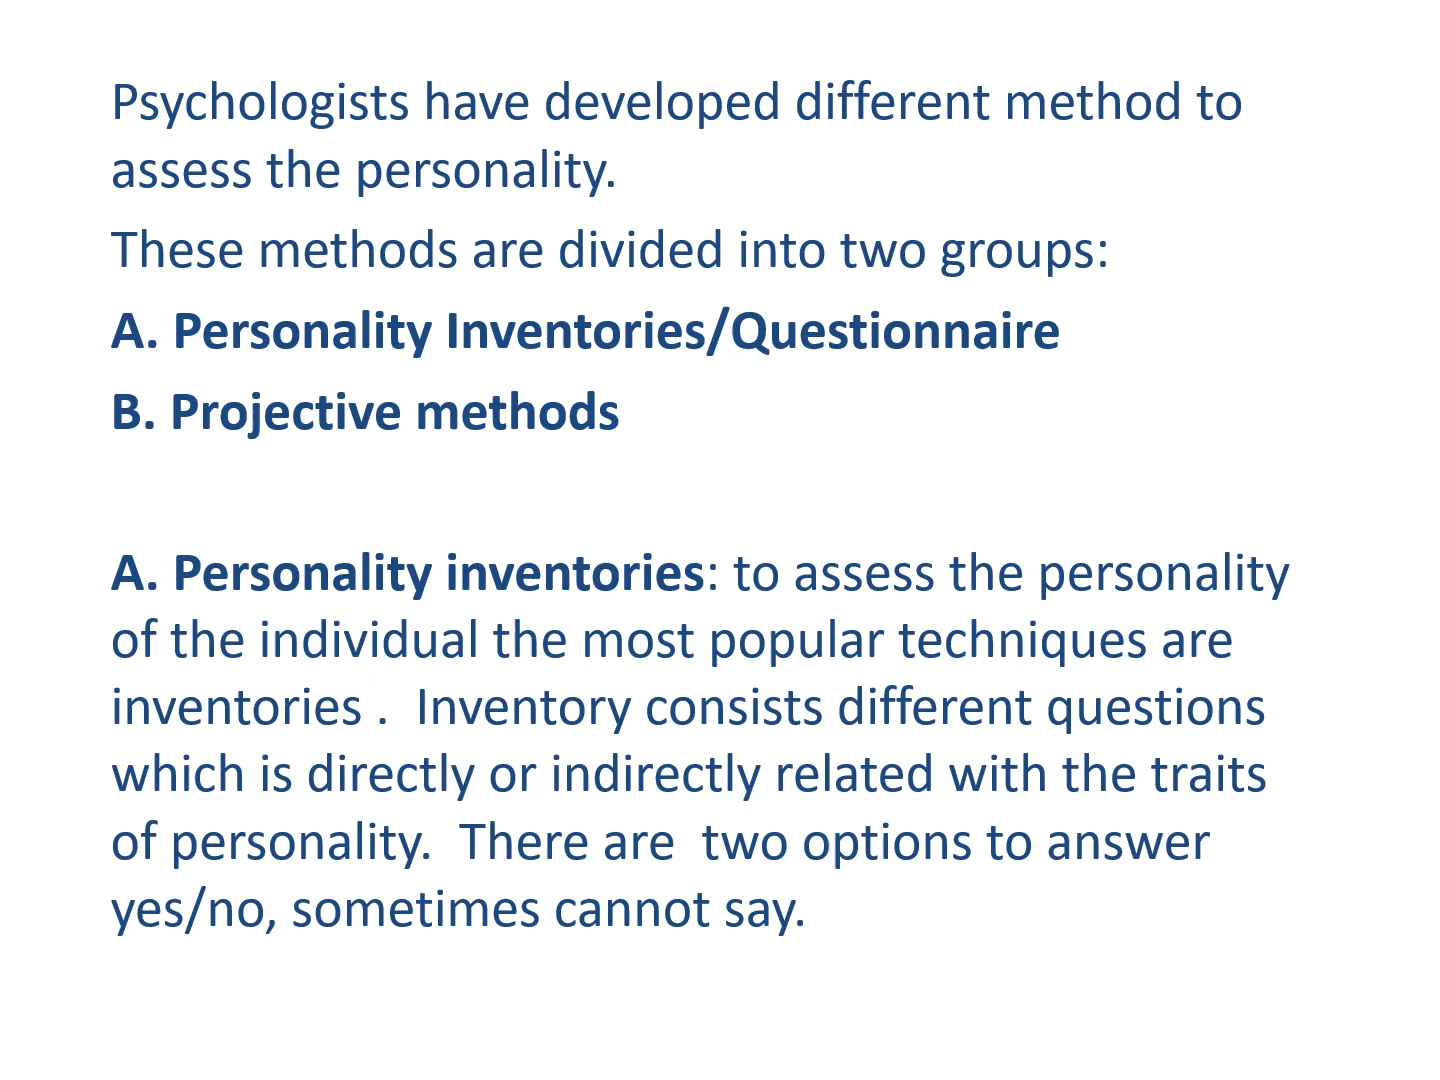 Psychologists have developed different method to
assess the personality.
These methods are divided into two groups:
A. Personality Inventories/Questionnaire
B. Projective methods
A. Personality inventories: to assess the personality
of the individual the most popular techniques are
inventories .  Inventory consists different questions
which is directly or indirectly related with the traits
of personality.  There are  two options to answer
yes/no, sometimes cannot say.